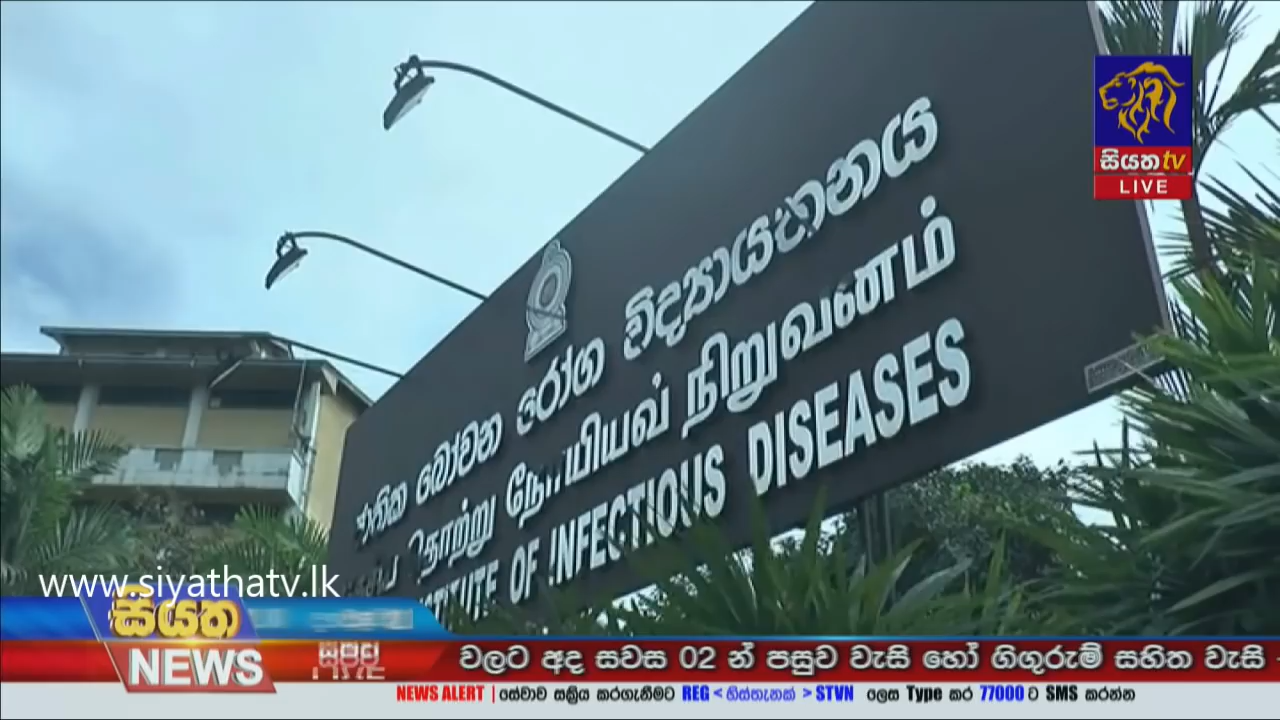 සියත tv
LIVE
ජාතික බෝවන රෝග විද්‍යායතනය
தொற்று நோயியல் நிறுவனம்
INSTITUTE OF INFECTIOUS DISEASES
www.siyathatv.lk
සියත
NEWS
වලට අද සවස 02 න් පසුව වැසි හෝ ගිගුරුම් සහිත වැසි
NEWS ALERT | සේවාව සක්‍රීය කරගැනීමට REG < හිස්තැනක් > STVN ලෙස Type කර 77000 ට SMS කරන්න